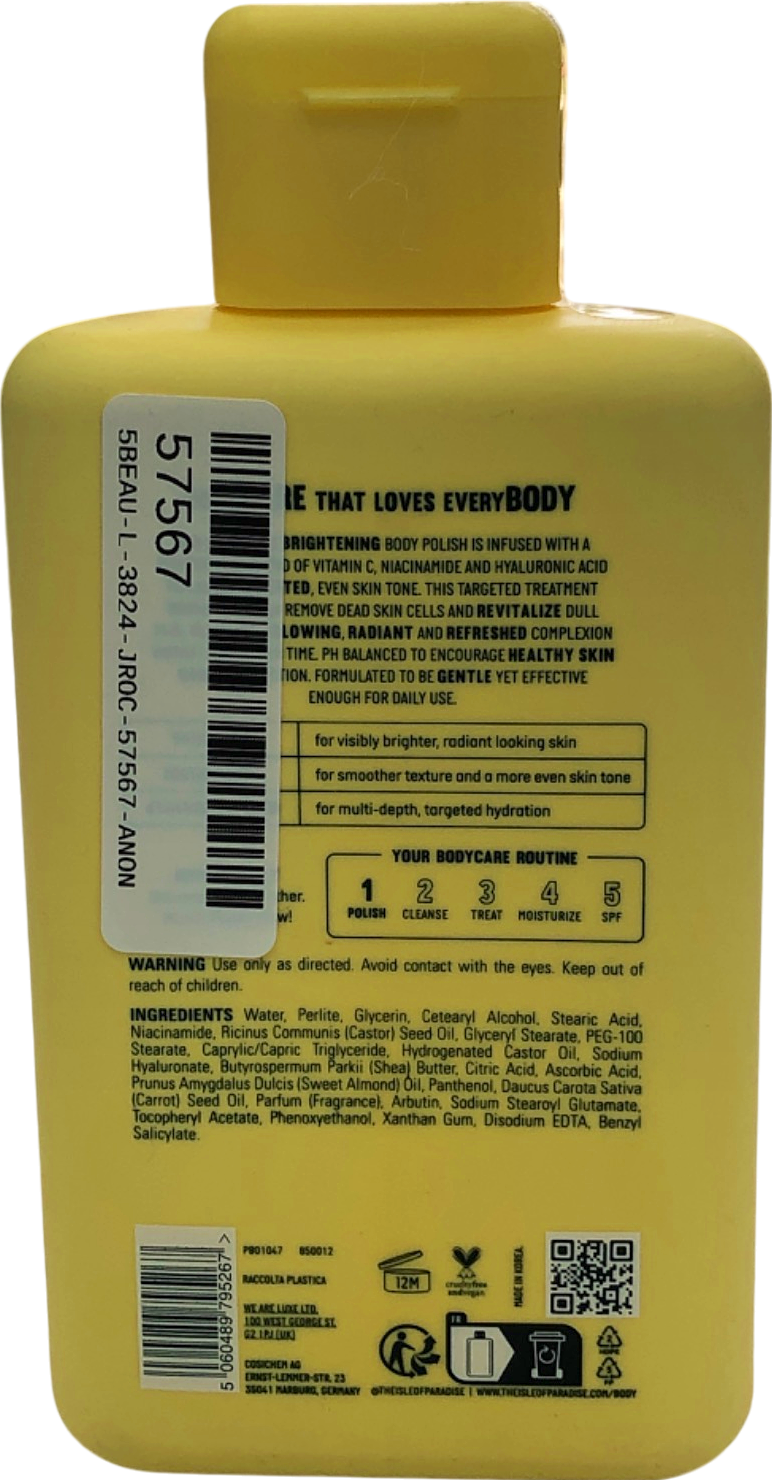 57567
5BEAU-L-3824-JROC-57567-ANON
RE THAT LOVES EVERYBODY
BRIGHTENING BODY POLISH IS INFUSED WITH A
OF VITAMIN C, NIACINAMIDE AND HYALURONIC ACID
TED, EVEN SKIN TONE. THIS TARGETED TREATMENT
REMOVE DEAD SKIN CELLS AND REVITALIZE DULL
LOWING, RADIANT AND REFRESHED COMPLEXION
TIME. PH BALANCED TO ENCOURAGE HEALTHY SKIN
TION. FORMULATED TO BE GENTLE YET EFFECTIVE
ENOUGH FOR DAILY USE.
for visibly brighter, radiant looking skin
for smoother texture and a more even skin tone
for multi-depth, targeted hydration
YOUR BODYCARE ROUTINE
1 2 3 4 5
POLISH CLEANSE TREAT MOISTURIZE SPF
ther.
w!
WARNING Use only as directed. Avoid contact with the eyes. Keep out of
reach of children.
INGREDIENTS Water, Perlite, Glycerin, Cetearyl Alcohol, Stearic Acid,
Niacinamide, Ricinus Communis (Castor) Seed Oil, Glyceryl Stearate, PEG-100
Stearate, Caprylic/Capric Triglyceride, Hydrogenated Castor Oil, Sodium
Hyaluronate, Butyrospermum Parkii (Shea) Butter, Citric Acid, Ascorbic Acid,
Prunus Amygdalus Dulcis (Sweet Almond) Oil, Panthenol, Daucus Carota Sativa
(Carrot) Seed Oil, Parfum (Fragrance), Arbutin, Sodium Stearoyl Glutamate,
Tocopheryl Acetate, Phenoxyethanol, Xanthan Gum, Disodium EDTA, Benzyl
Salicylate.
5 060489 795267 >
PB01047 850012
RACCOLTA PLASTICA
WE ARE LUXE LTD.
100 WEST GEORGE ST.
G2 1PJ (UK)
COSICHEM AG
ERNST-LEMMER-STR. 23
35041 MARBURG, GERMANY
12M
crueltyfree
andvegan
MADE IN KOREA.
FR
2
HDPE
5
PP
@THEISLEOFPARADISE | WWW.THEISLEOFPARADISE.COM/BODY